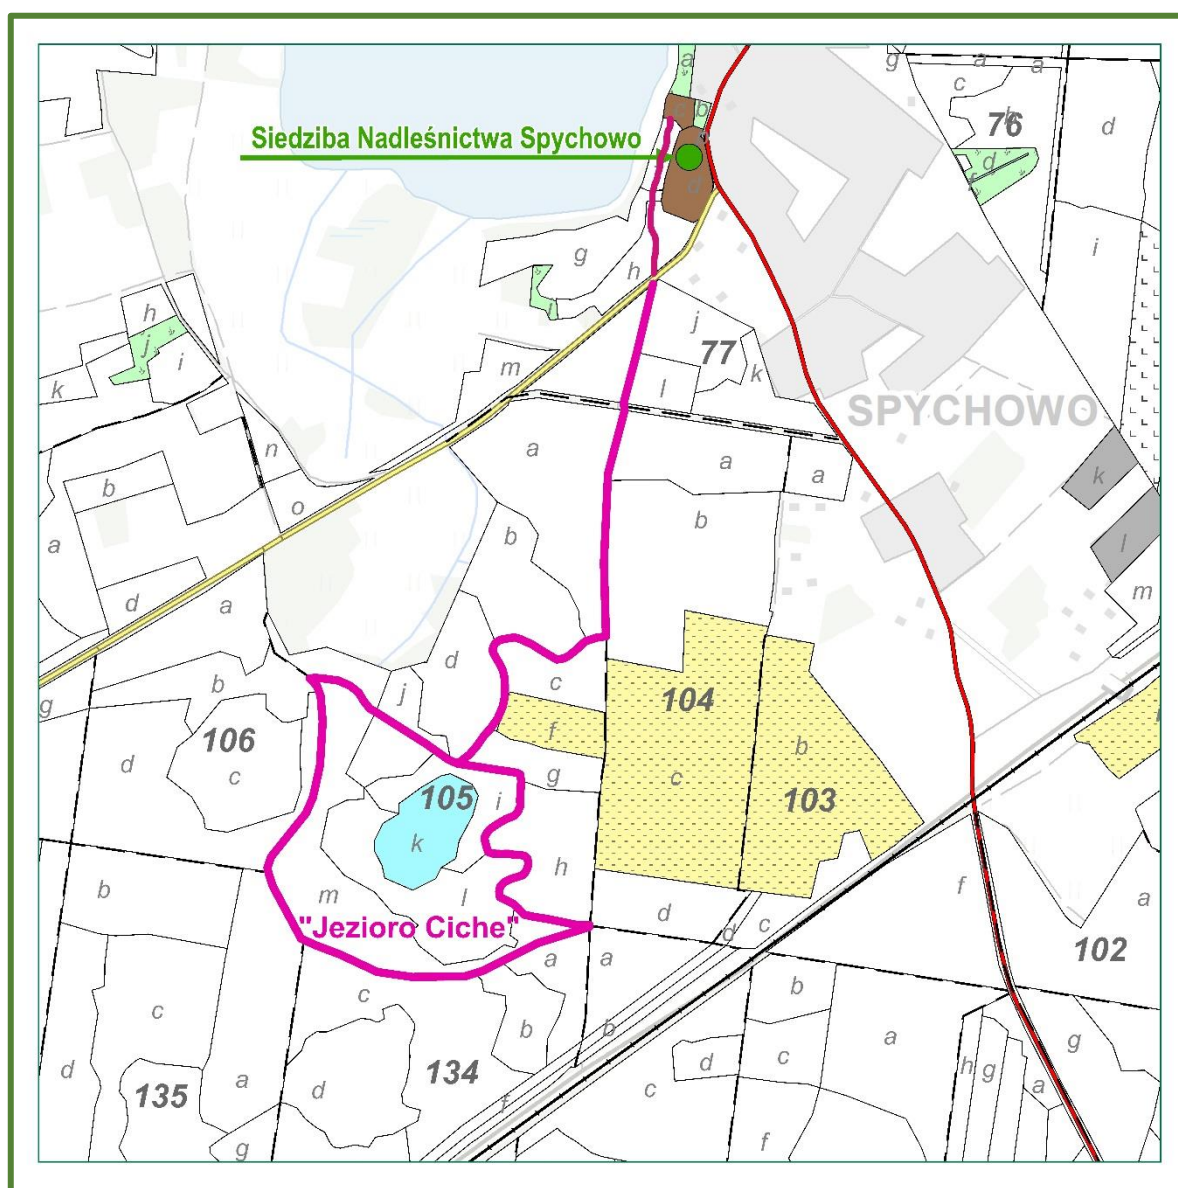 a
g
a
a
c
b
Siedziba Nadleśnictwa Spychowo
76
d
d
d
f
g
h
i
i
h
j
j
i
77
m
l
k
k
SPYCHOWO
n
a
a
a
b
k
o
b
b
a
l
d
a
m
d
c
j
b
104
g
106
f
b
d
c
g
c
103
105
i
k
h
b
m
l
f
a
"Jezioro Ciche"
d
d
c
102
a
a
c
c
b
b
b
a
g
d
134
d
c
h
g
135
a
d
c
a
f
g
f